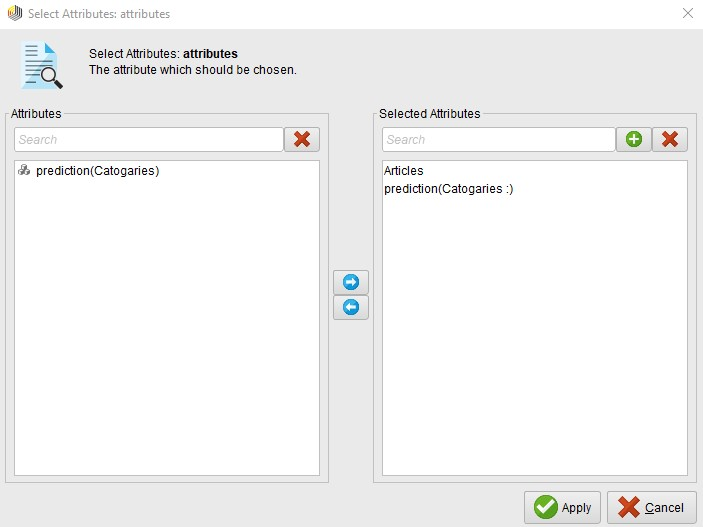 Select Attributes: attributes
Select Attributes: attributes
The attribute which should be chosen.
Attributes
Search
prediction(Catogaries)
Selected Attributes
Search
Articles
prediction(Catogaries :)
Apply
Cancel